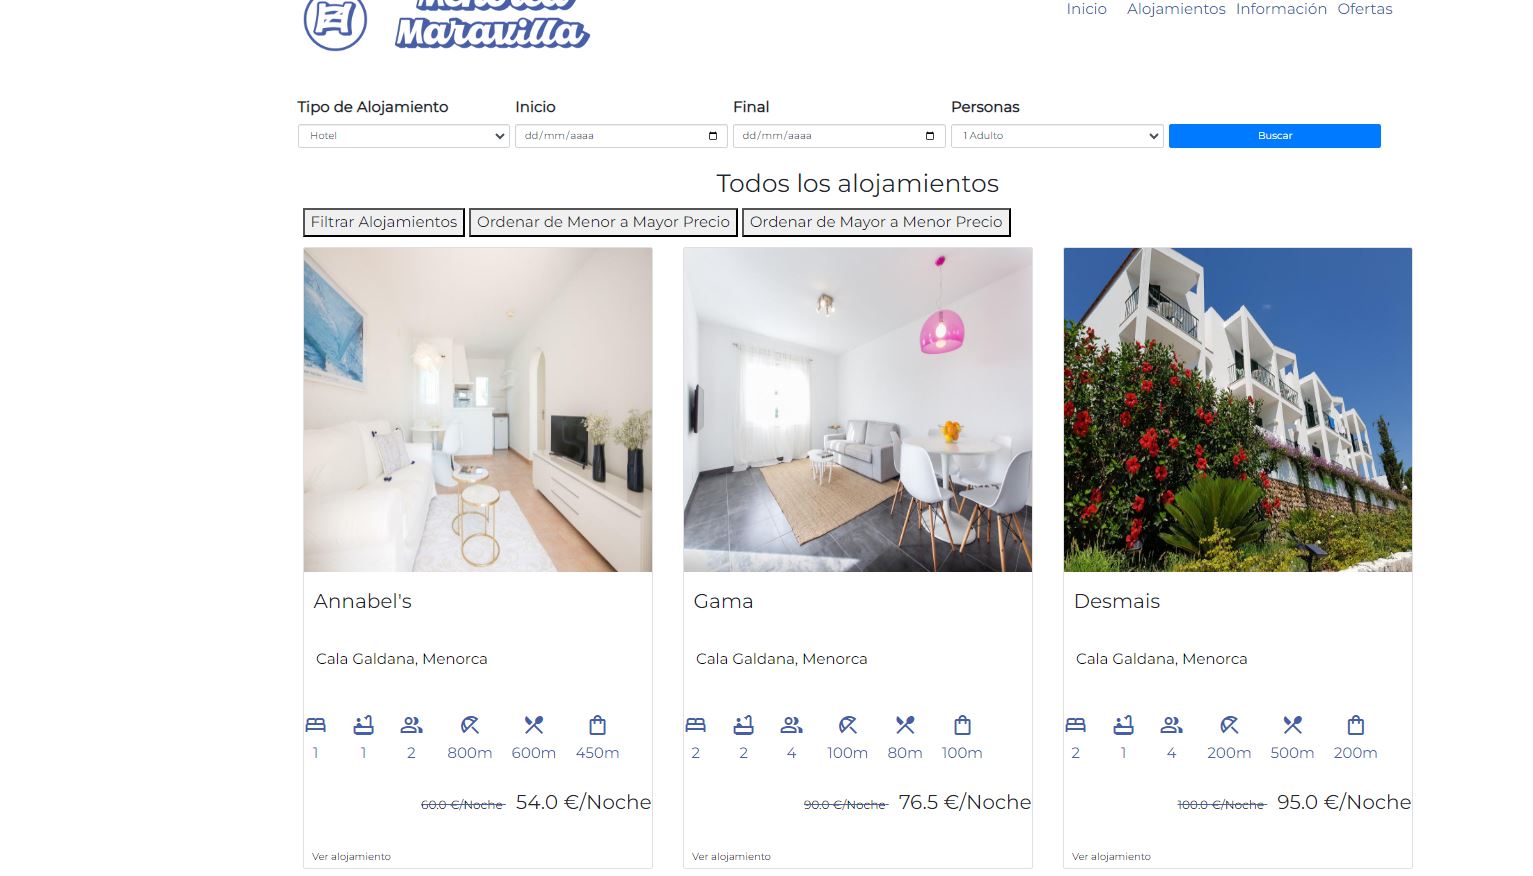 Maravilla
Inicio Alojamientos Información Ofertas
Tipo de Alojamiento Inicio Final Personas
Hotel dd/mm/aaaa dd/mm/aaaa 1 Adulto Buscar
Todos los alojamientos
Filtrar Alojamientos Ordenar de Menor a Mayor Precio Ordenar de Mayor a Menor Precio
Annabel's
Cala Galdana, Menorca
1 1 2 800m 600m 450m
60.0 €/Noche 54.0 €/Noche
Ver alojamiento
Gama
Cala Galdana, Menorca
2 2 4 100m 80m 100m
90.0 €/Noche 76.5 €/Noche
Ver alojamiento
Desmais
Cala Galdana, Menorca
2 1 4 200m 500m 200m
100.0 €/Noche 95.0 €/Noche
Ver alojamiento